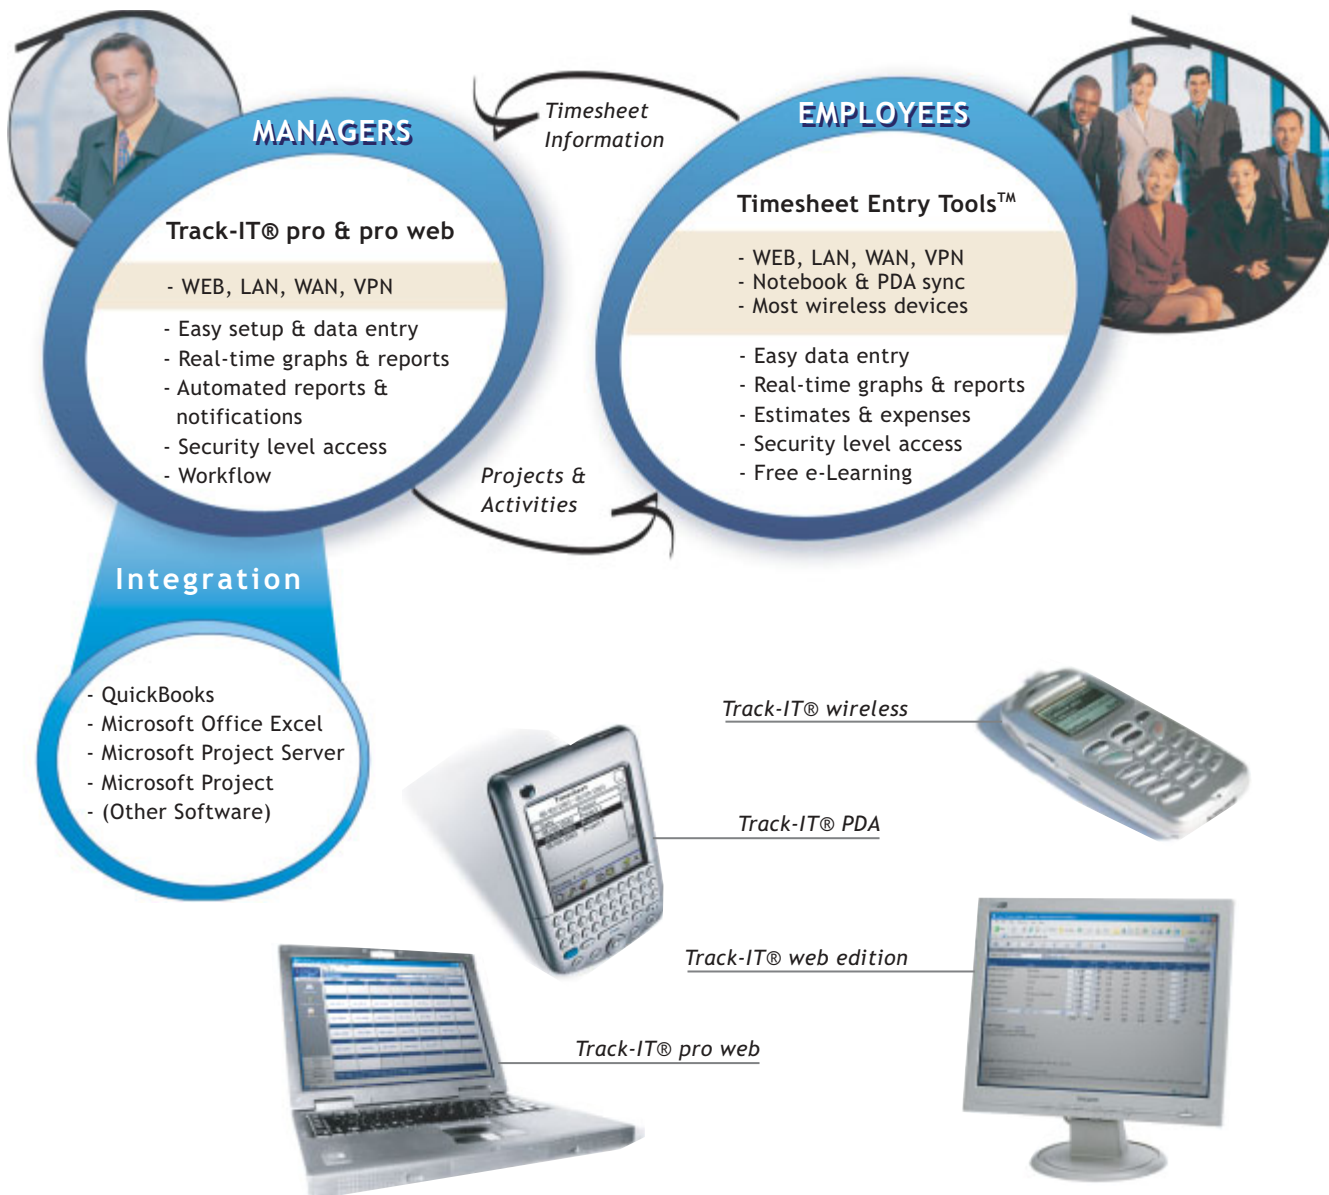 MANAGERS
Track-IT® pro & pro web
- WEB, LAN, WAN, VPN
- Easy setup & data entry
- Real-time graphs & reports
- Automated reports &
notifications
- Security level access
- Workflow
Timesheet
Information
EMPLOYEES
Timesheet Entry Tools™
- WEB, LAN, WAN, VPN
- Notebook & PDA sync
- Most wireless devices
- Easy data entry
- Real-time graphs & reports
- Estimates & expenses
- Security level access
- Free e-Learning
Projects &
Activities
Integration
- QuickBooks
- Microsoft Office Excel
- Microsoft Project Server
- Microsoft Project
- (Other Software)
Track-IT® wireless
Track-IT® PDA
Timesheet
Track-IT® web edition
Track-IT® pro web